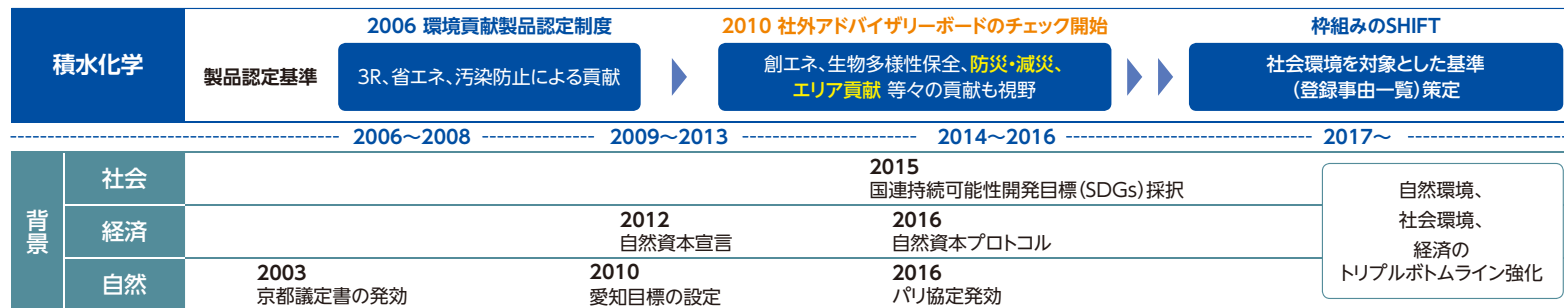 積水化学
製品認定基準
2006 環境貢献製品認定制度
3R、省エネ、汚染防止による貢献
2010 社外アドバイザリーボードのチェック開始
創エネ、生物多様性保全、防災・減災、
エリア貢献 等々の貢献も視野
枠組みのSHIFT
社会環境を対象とした基準
(登録事由一覧)策定
2006〜2008
2009〜2013
2014〜2016
2017〜
背景
社会
2015
国連持続可能性開発目標(SDGs)採択
経済
2012
自然資本宣言
2016
自然資本プロトコル
自然
2003
京都議定書の発効
2010
愛知目標の設定
2016
パリ協定発効
自然環境、
社会環境、
経済の
トリプルボトムライン強化